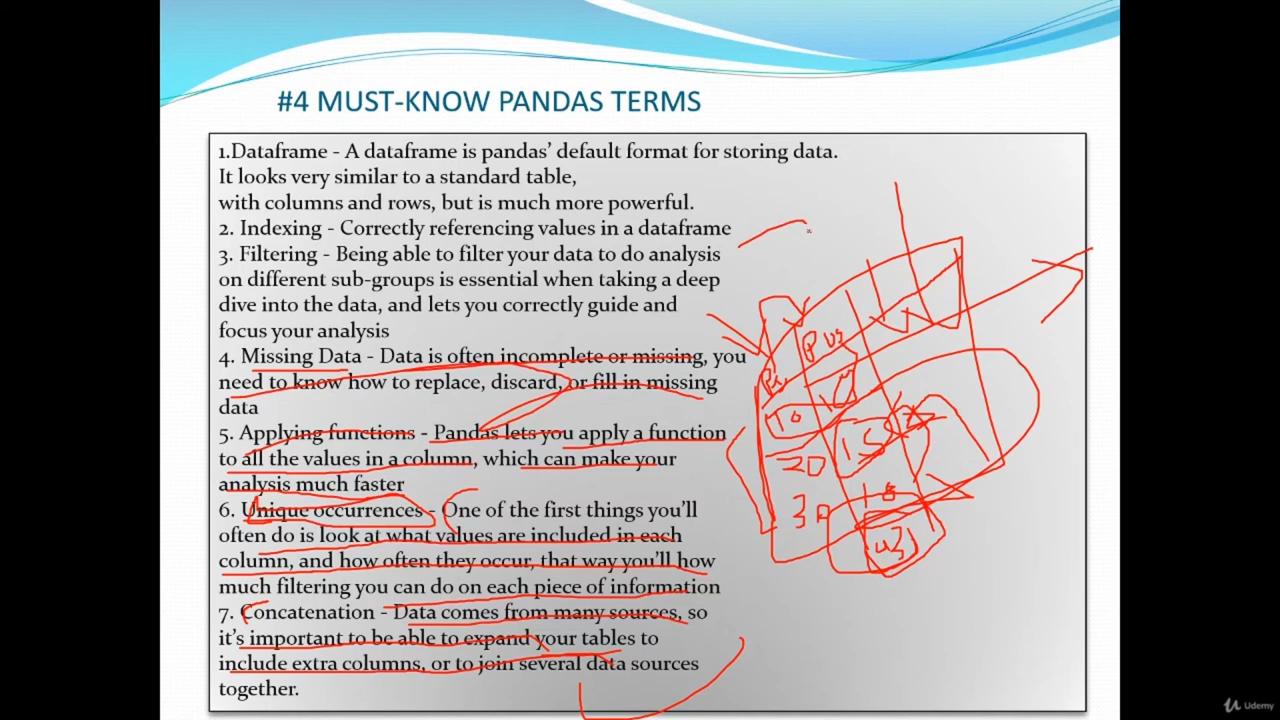 #4 MUST-KNOW PANDAS TERMS
1.Dataframe - A dataframe is pandas’ default format for storing data.
It looks very similar to a standard table,
with columns and rows, but is much more powerful.
2. Indexing - Correctly referencing values in a dataframe
3. Filtering - Being able to filter your data to do analysis
on different sub-groups is essential when taking a deep
dive into the data, and lets you correctly guide and
focus your analysis
4. Missing Data - Data is often incomplete or missing, you
need to know how to replace, discard, or fill in missing
data
5. Applying functions - Pandas lets you apply a function
to all the values in a column, which can make your
analysis much faster
6. Unique occurrences - One of the first things you’ll
often do is look at what values are included in each
column, and how often they occur, that way you’ll how
much filtering you can do on each piece of information
7. Concatenation - Data comes from many sources, so
it’s important to be able to expand your tables to
include extra columns, or to join several data sources
together.
10
20
15
30
18
Udemy